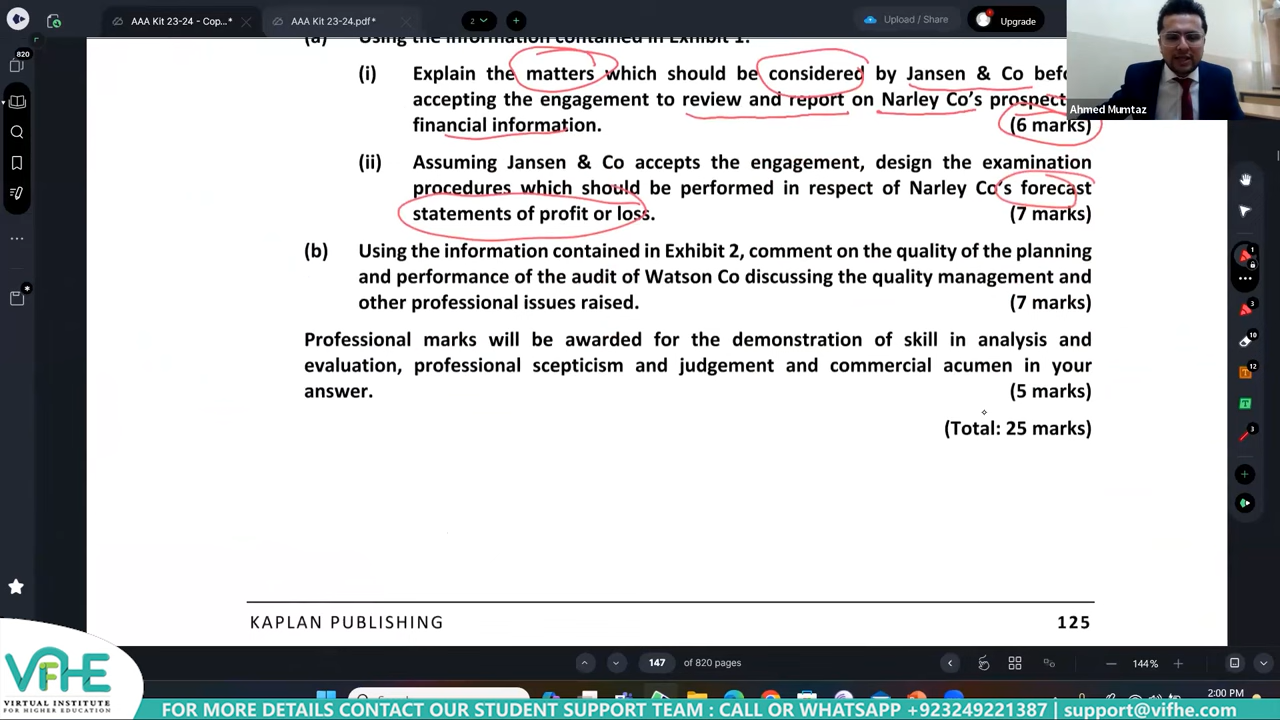 AAA Kit 23-24 - Cop...*
AAA Kit 23-24.pdf*
2
Upload / Share
Upgrade
820
(a) Using the information contained in Exhibit 1:
(i) Explain the matters which should be considered by Jansen & Co
accepting the engagement to review and report on Narley Co's
financial information. (6 marks)
Ahmed Mumtaz
(ii) Assuming Jansen & Co accepts the engagement, design the examination
procedures which should be performed in respect of Narley Co's forecast
statements of profit or loss. (7 marks)
(b) Using the information contained in Exhibit 2, comment on the quality of the planning
and performance of the audit of Watson Co discussing the quality management and
other professional issues raised. (7 marks)
Professional marks will be awarded for the demonstration of skill in analysis and
evaluation, professional scepticism and judgement and commercial acumen in your
answer. (5 marks)
(Total: 25 marks)
KAPLAN PUBLISHING 125
147 of 820 pages
144%
VIFHE
VIRTUAL INSTITUTE
FOR HIGHER EDUCATION
2:00 PM
FOR MORE DETAILS CONTACT OUR STUDENT SUPPORT TEAM : CALL OR WHATSAPP +923249221387 | support@vifhe.com